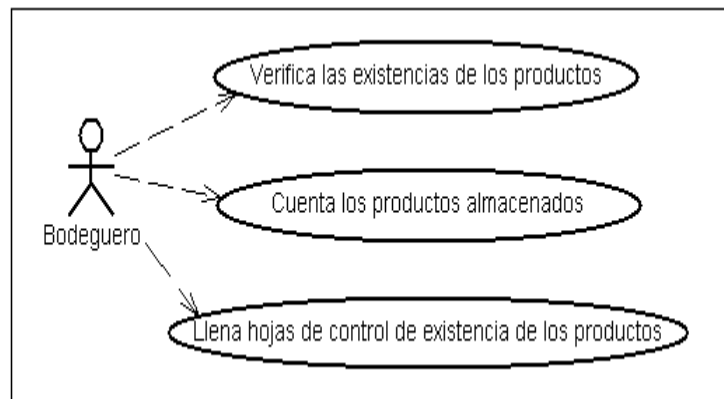 Verifica las existencias de los productos
Cuenta los productos almacenados
Bodeguero
Llena hojas de control de existencia de los productos